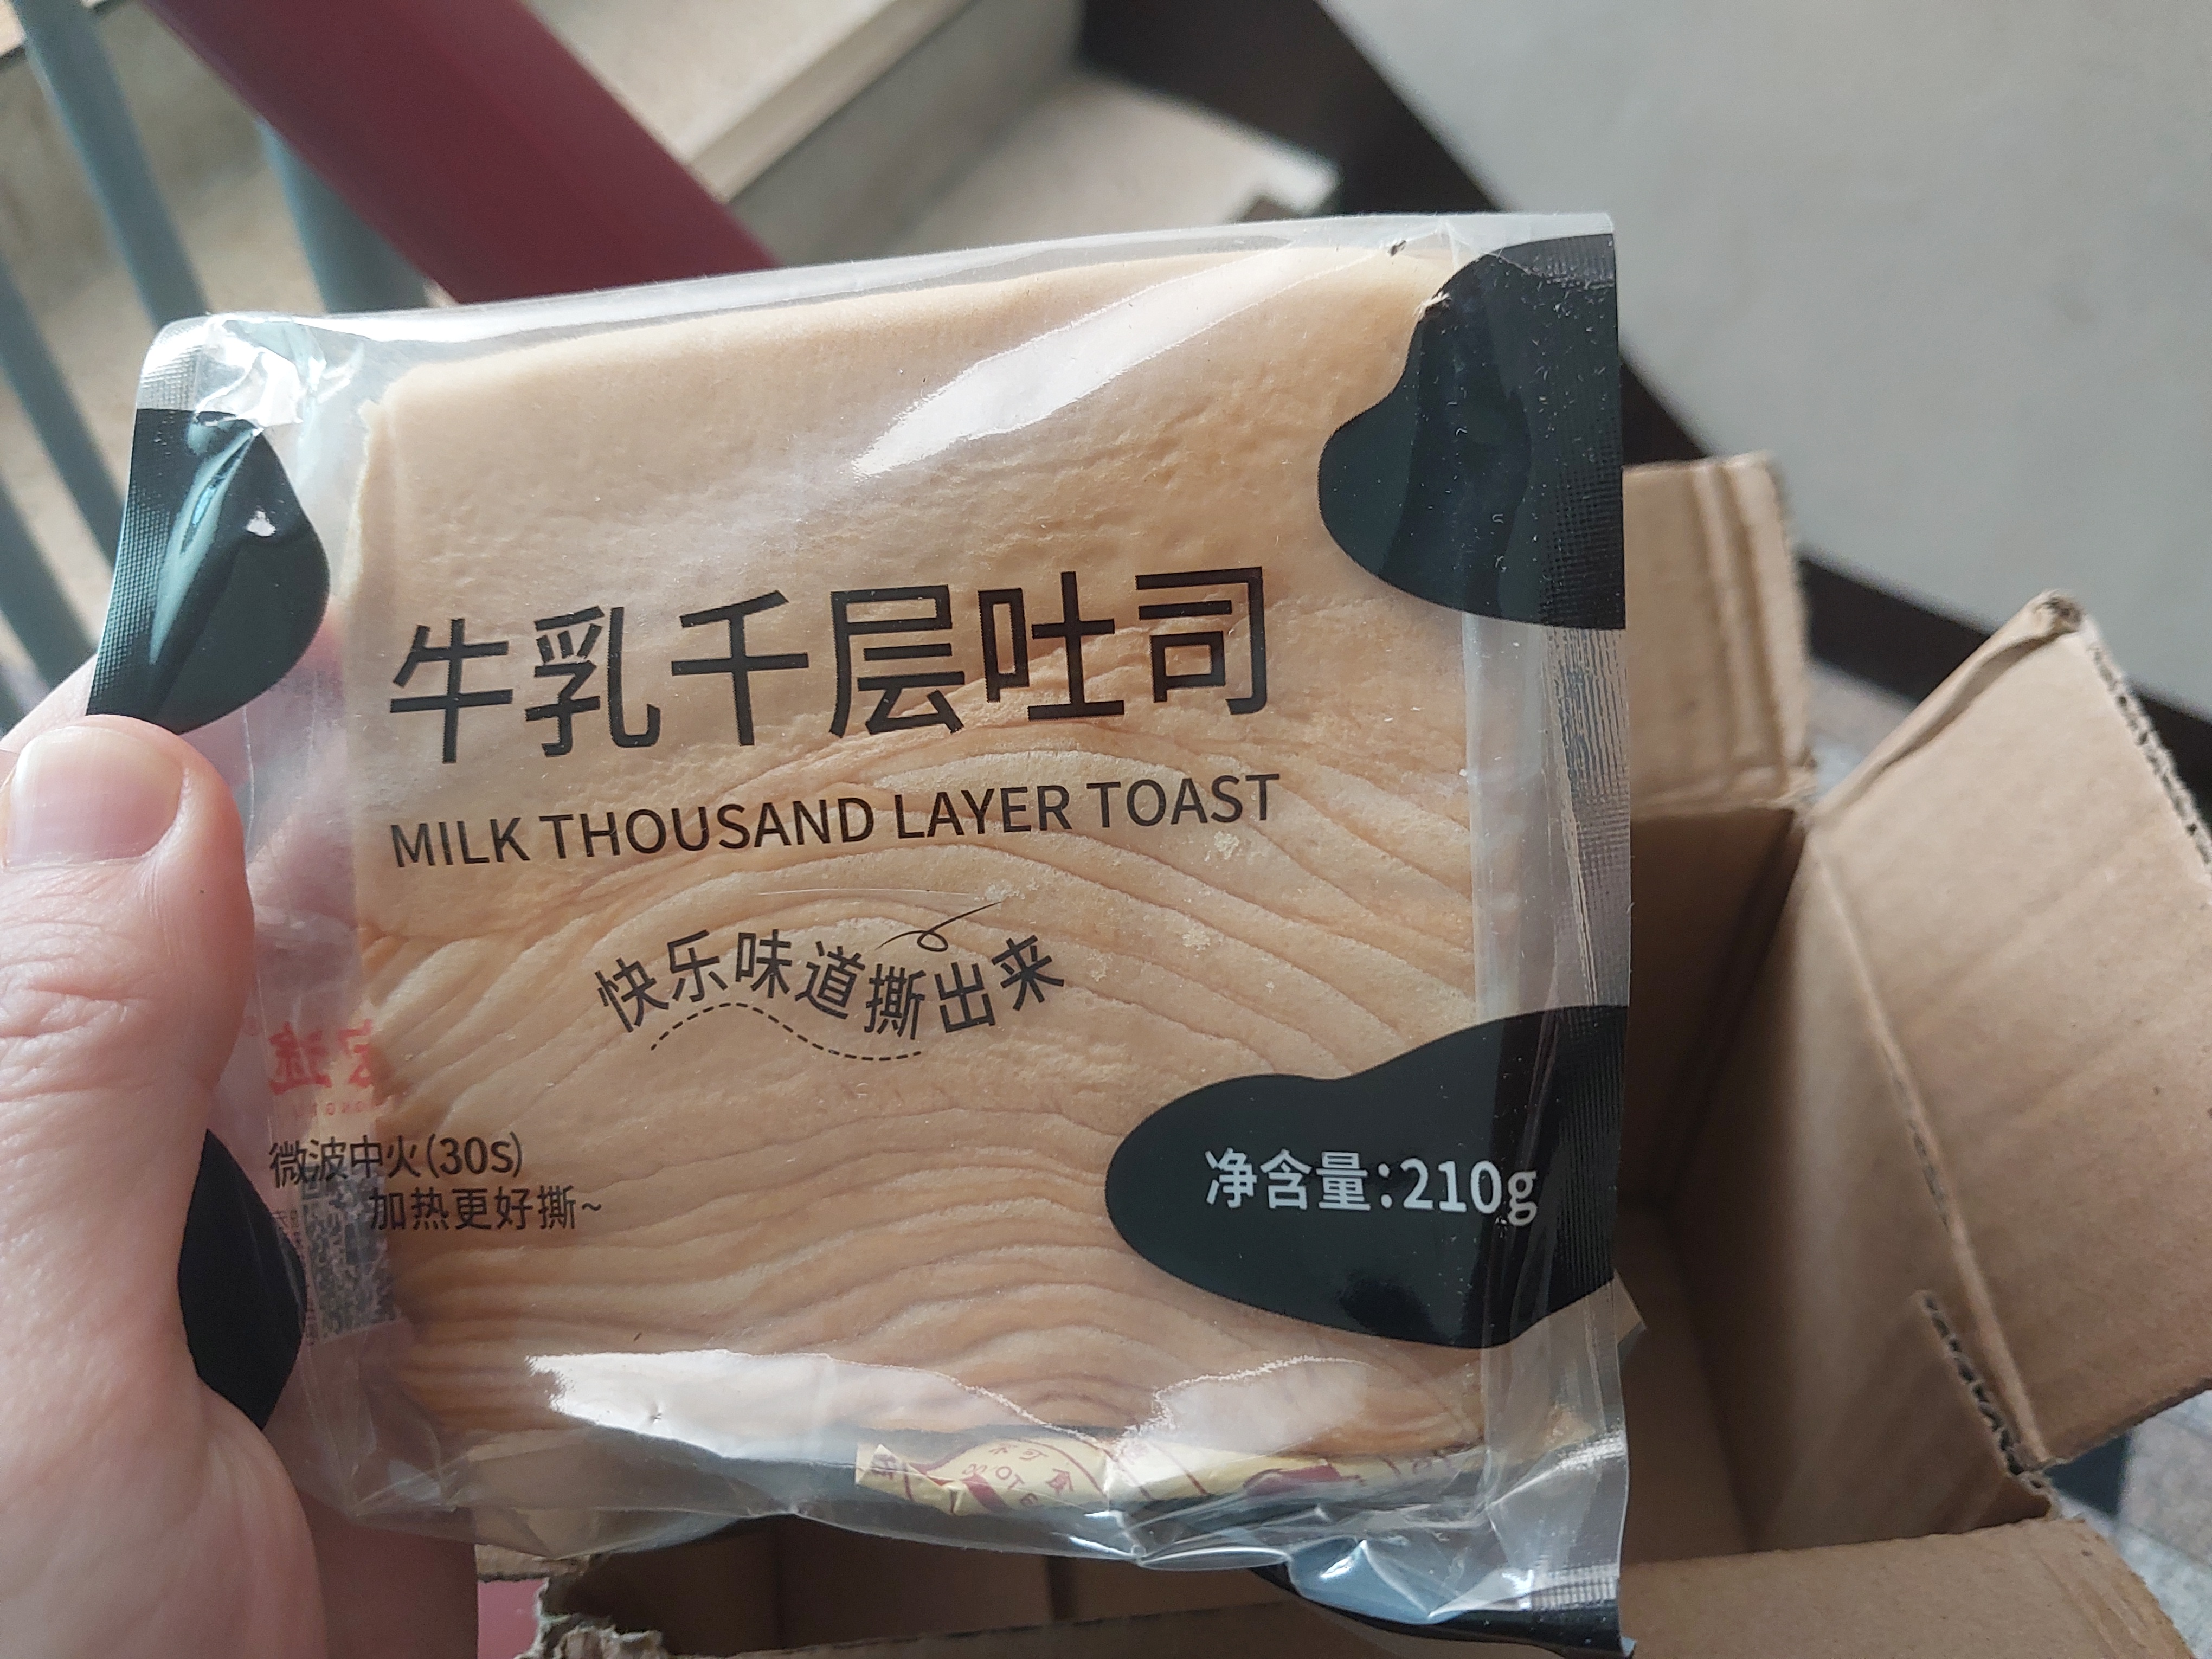 牛乳千层吐司
MILK THOUSAND LAYER TOAST
快乐味道撕出来
微波中火(30S)
加热更好撕~
净含量:210g